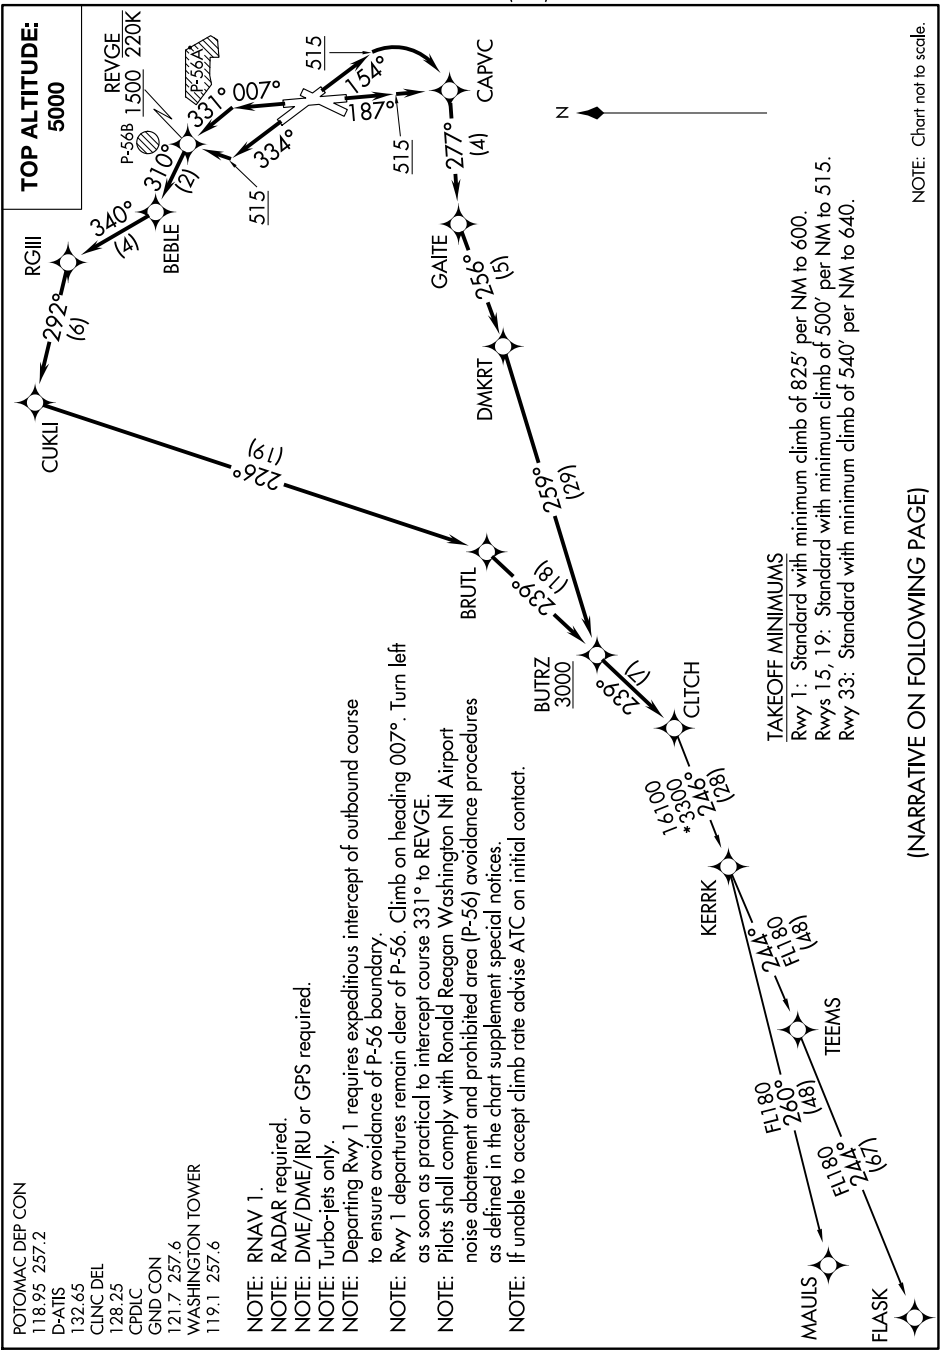 TOP ALTITUDE:
5000
POTOMAC DEP CON
118.95 257.2
D-ATIS
132.65
CLNC DEL
128.25
CPDLC
GND CON
121.7 257.6
WASHINGTON TOWER
119.1 257.6
NOTE: RNAV 1.
NOTE: RADAR required.
NOTE: DME/DME/IRU or GPS required.
NOTE: Turbo-jets only.
NOTE: Departing Rwy 1 requires expeditious intercept of outbound course
to ensure avoidance of P-56 boundary.
NOTE: Rwy 1 departures remain clear of P-56. Climb on heading 007°. Turn left
as soon as practical to intercept course 331° to REVGE.
NOTE: Pilots shall comply with Ronald Reagan Washington Ntl Airport
noise abatement and prohibited area (P-56) avoidance procedures
as defined in the chart supplement special notices.
NOTE: If unable to accept climb rate advise ATC on initial contact.
REVGE
1500 220K
P-56A
P-56B
331°
007°
334°
515
515
154°
187°
515
CAPVC
277°
(4)
GAITE
256°
(5)
DMKRT
259°
(29)
310°
(2)
BEBLE
340°
(4)
RGIII
292°
(6)
CUKLI
226°
(19)
BRUTL
239°
(18)
BUTRZ
3000
239°
(7)
CLTCH
16100
*3300
246°
(28)
KERRK
244°
FL180
(48)
TEEMS
FL180
260°
(48)
FL180
244°
(67)
MAULS
FLASK
N
TAKEOFF MINIMUMS
Rwy 1: Standard with minimum climb of 825' per NM to 600.
Rwys 15, 19: Standard with minimum climb of 500' per NM to 515.
Rwy 33: Standard with minimum climb of 540' per NM to 640.
(NARRATIVE ON FOLLOWING PAGE)
NOTE: Chart not to scale.